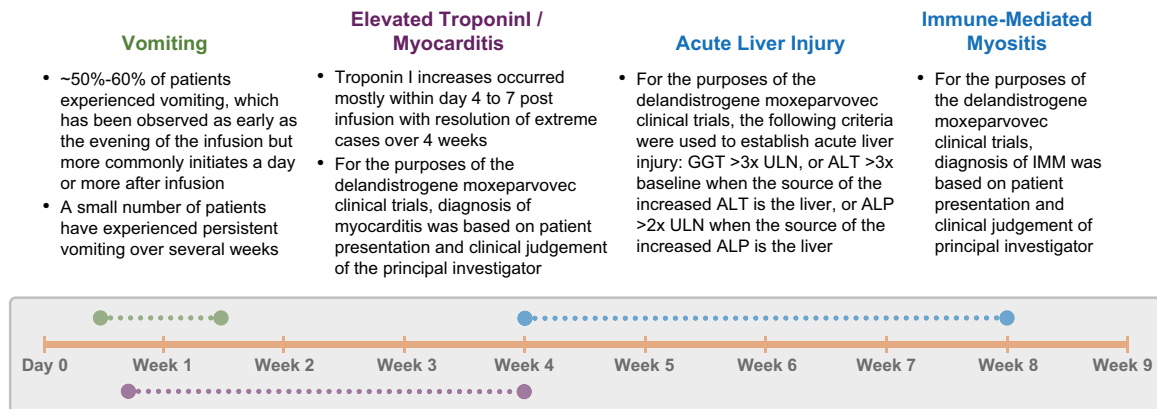 Vomiting
• ~50%-60% of patients
experienced vomiting, which
has been observed as early as
the evening of the infusion but
more commonly initiates a day
or more after infusion
• A small number of patients
have experienced persistent
vomiting over several weeks
Elevated TroponinI /
Myocarditis
• Troponin I increases occurred
mostly within day 4 to 7 post
infusion with resolution of extreme
cases over 4 weeks
• For the purposes of the
delandistrogene moxeparvovec
clinical trials, diagnosis of
myocarditis was based on patient
presentation and clinical judgement
of the principal investigator
Acute Liver Injury
• For the purposes of the
delandistrogene moxeparvovec
clinical trials, the following criteria
were used to establish acute liver
injury: GGT >3x ULN, or ALT >3x
baseline when the source of the
increased ALT is the liver, or ALP
>2x ULN when the source of the
increased ALP is the liver
Immune-Mediated
Myositis
• For the purposes of
the delandistrogene
moxeparvovec
clinical trials,
diagnosis of IMM was
based on patient
presentation and
clinical judgement of
principal investigator
Day 0 Week 1 Week 2 Week 3 Week 4 Week 5 Week 6 Week 7 Week 8 Week 9